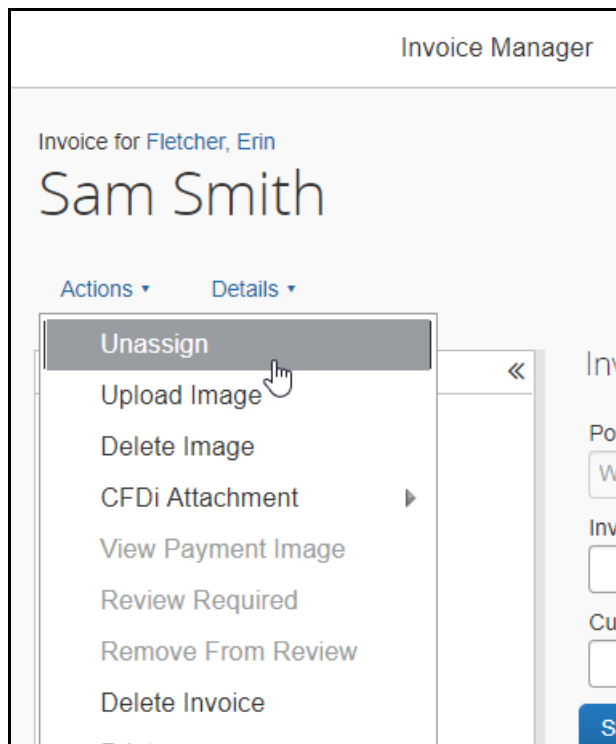 Invoice Manager
Invoice for Fletcher, Erin
Sam Smith
Actions
Details
Unassign
Upload Image
Delete Image
CFDi Attachment
View Payment Image
Review Required
Remove From Review
Delete Invoice